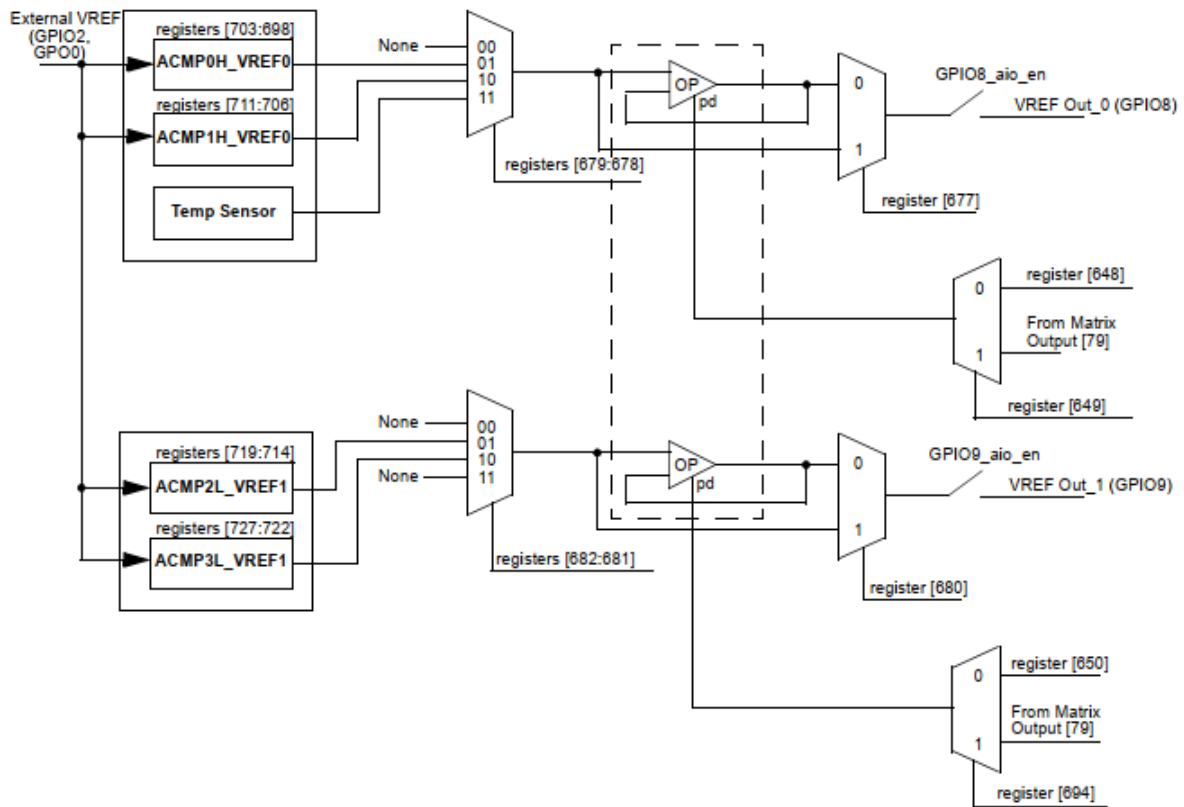 External VREF
(GPIO2,
GPO0)
registers [703:698]
ACMP0H_VREF0
registers [711:706]
ACMP1H_VREF0
Temp Sensor
None
00
01
10
11
registers [679:678]
OP
pd
0
1
register [677]
GPIO8_aio_en
VREF Out_0 (GPIO8)
0
1
register [648]
From Matrix
Output [79]
register [649]
registers [719:714]
ACMP2L_VREF1
registers [727:722]
ACMP3L_VREF1
None
00
01
10
11
None
registers [682:681]
OP
pd
0
1
register [680]
GPIO9_aio_en
VREF Out_1 (GPIO9)
0
1
register [650]
From Matrix
Output [79]
register [694]